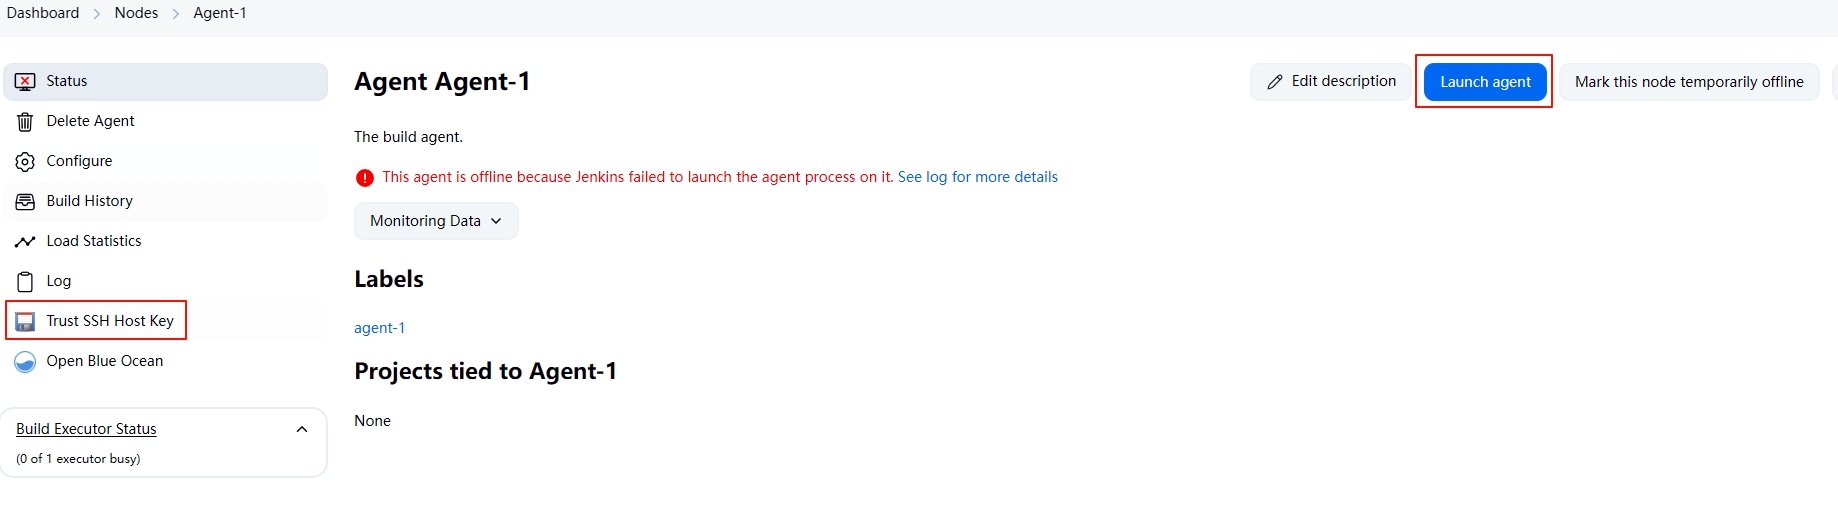 Dashboard > Nodes > Agent-1
Status
Delete Agent
Configure
Build History
Load Statistics
Log
Trust SSH Host Key
Open Blue Ocean
Build Executor Status
(0 of 1 executor busy)
Agent Agent-1
Edit description
Launch agent
Mark this node temporarily offline
The build agent.
This agent is offline because Jenkins failed to launch the agent process on it. See log for more details
Monitoring Data
Labels
agent-1
Projects tied to Agent-1
None